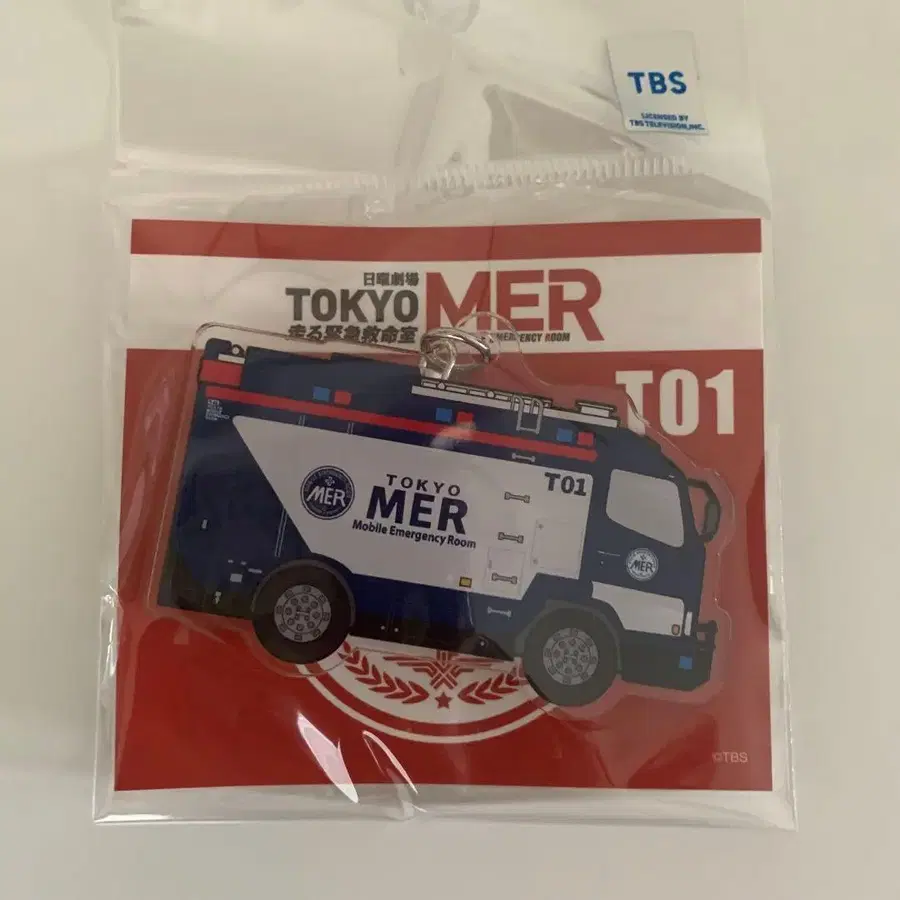 TBS
LICENSED BY
TBS TELEVISION, INC.
日曜劇場
TOKYO MER
走る緊急救命室
EMERGENCY ROOM
T01
T01
TOKYO
MER
MER
Mobile Emergency Room
MER
©TBS